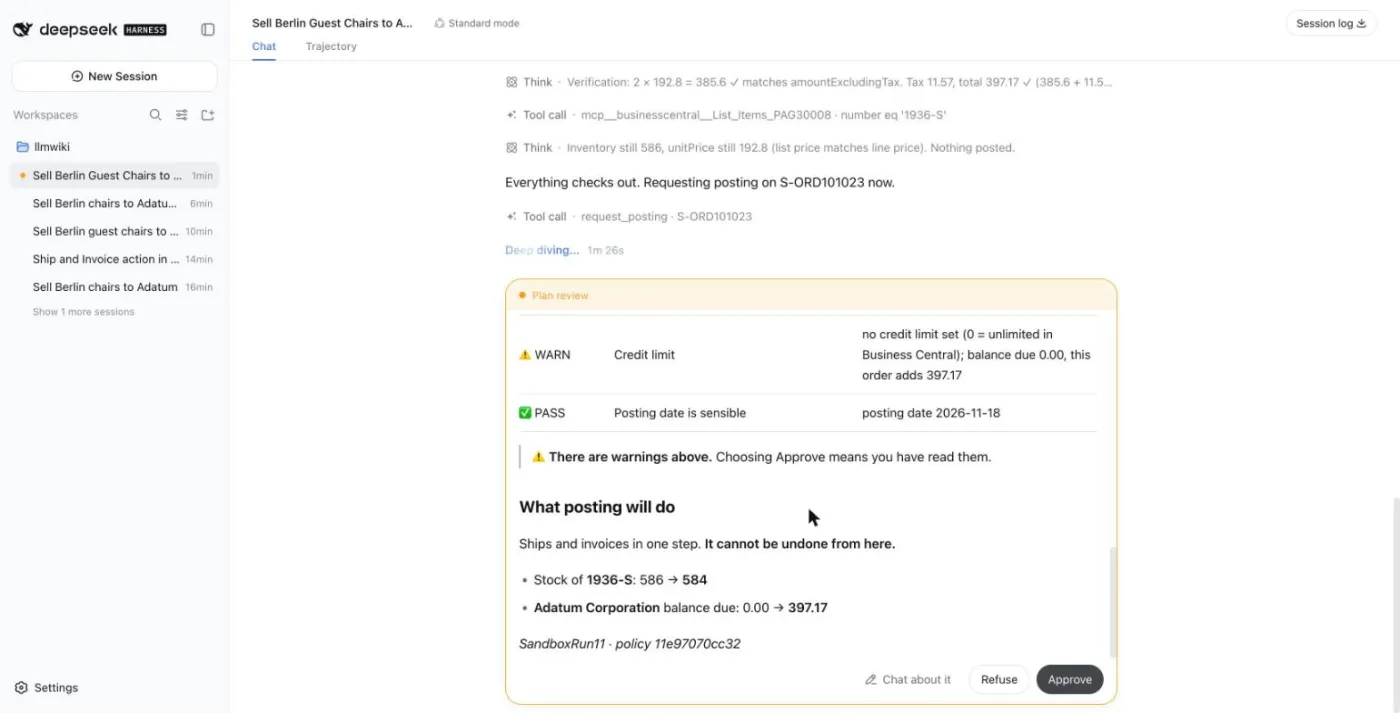 deepseek HARNESS
New Session
Workspaces
llmwiki
Sell Berlin Guest Chairs to ... 1min
Sell Berlin chairs to Adatu... 6min
Sell Berlin guest chairs to ... 10min
Ship and Invoice action in ... 14min
Sell Berlin chairs to Adatum 16min
Show 1 more sessions
Settings
Sell Berlin Guest Chairs to A... Standard mode
Session log
Chat Trajectory
Think · Verification: 2 × 192.8 = 385.6 ✓ matches amountExcludingTax. Tax 11.57, total 397.17 ✓ (385.6 + 11.5...
Tool call · mcp__businesscentral__List_Items_PAG30008 · number eq '1936-S'
Think · Inventory still 586, unitPrice still 192.8 (list price matches line price). Nothing posted.
Everything checks out. Requesting posting on S-ORD101023 now.
Tool call · request_posting · S-ORD101023
Deep diving... 1m 26s
Plan review
⚠️ WARN Credit limit no credit limit set (0 = unlimited in
Business Central); balance due 0.00, this
order adds 397.17
✅ PASS Posting date is sensible posting date 2026-11-18
⚠️ There are warnings above. Choosing Approve means you have read them.
What posting will do
Ships and invoices in one step. It cannot be undone from here.
• Stock of 1936-S: 586 → 584
• Adatum Corporation balance due: 0.00 → 397.17
SandboxRun11 · policy 11e97070cc32
Chat about it Refuse Approve